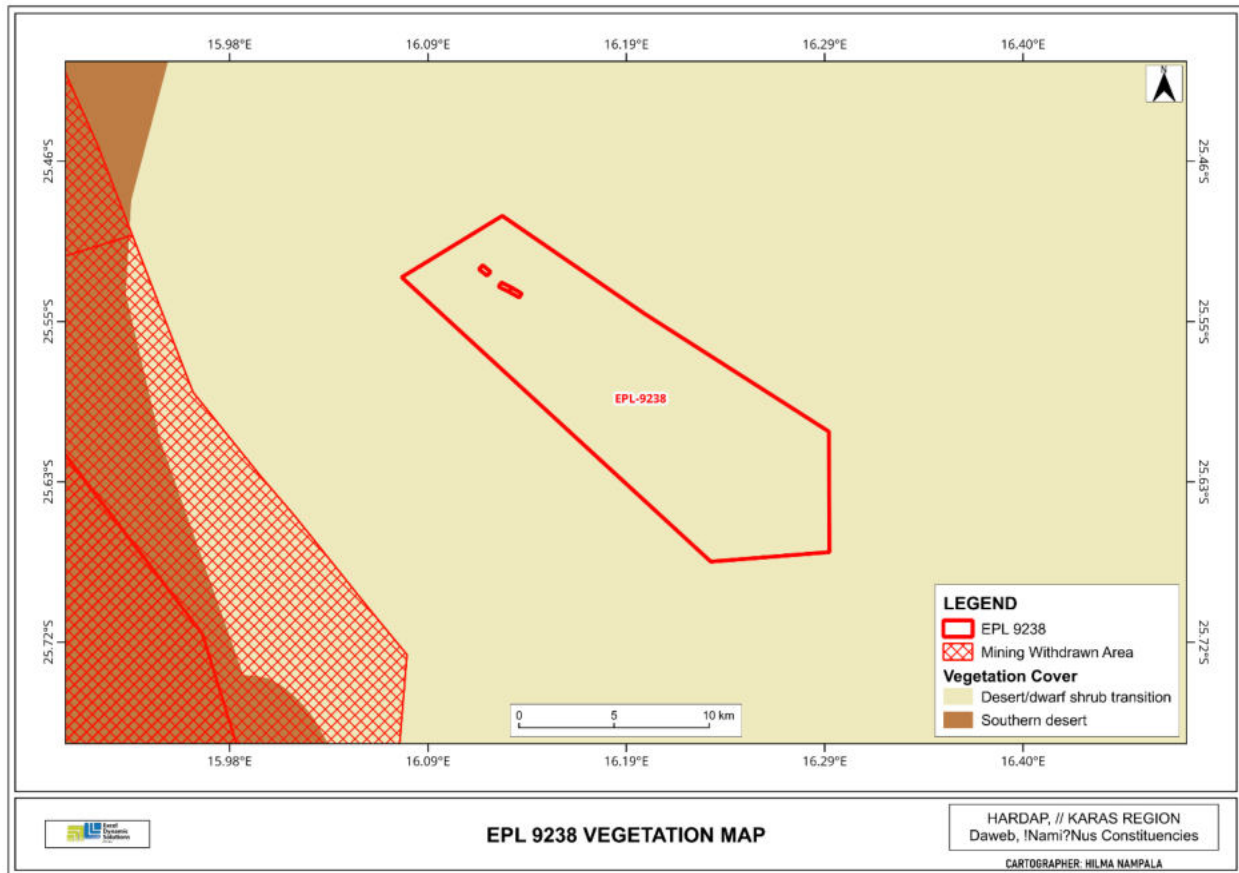 15.98°E 16.09°E 16.19°E 16.29°E 16.40°E
N
25.46°S 25.46°S
25.55°S 25.55°S
EPL-9238
25.63°S 25.63°S
25.72°S 25.72°S
LEGEND
EPL 9238
Mining Withdrawn Area
Vegetation Cover
Desert/dwarf shrub transition
Southern desert
0 5 10 km
15.98°E 16.09°E 16.19°E 16.29°E 16.40°E
Excel
Dynamic
Solutions
EPL 9238 VEGETATION MAP
HARDAP, // KARAS REGION
Daweb, !Nami?Nus Constituencies
CARTOGRAPHER: HILMA NAMPALA